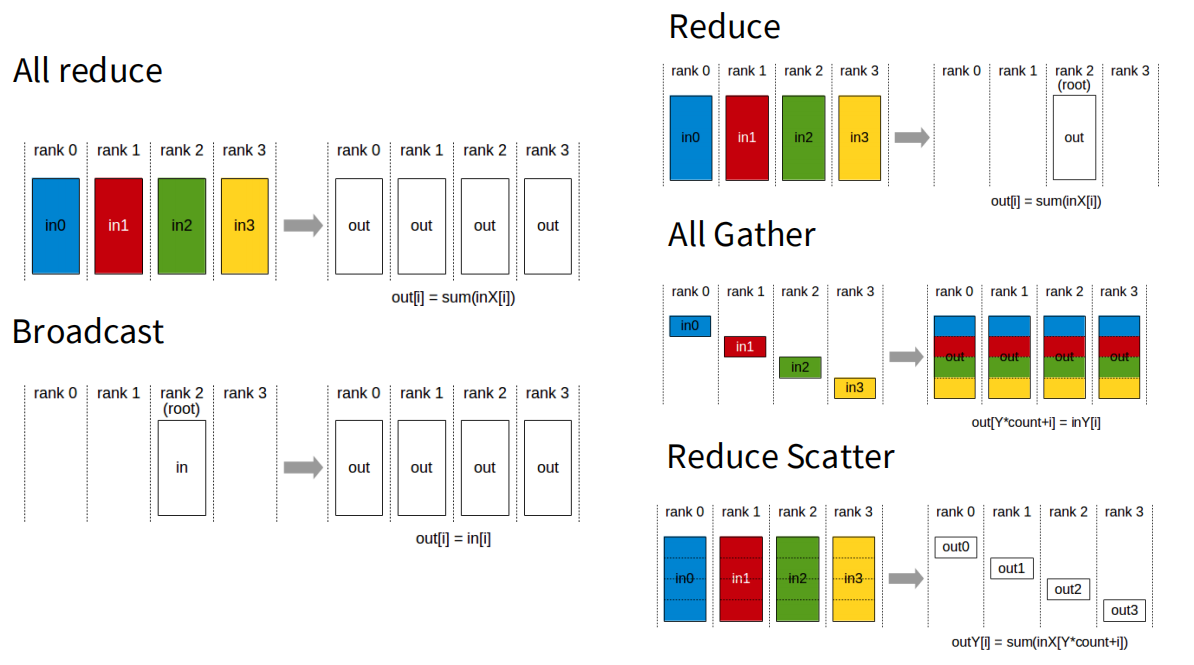 All reduce
rank 0 rank 1 rank 2 rank 3 rank 0 rank 1 rank 2 rank 3
in0 in1 in2 in3 out out out out
out[i] = sum(inX[i])
Broadcast
rank 0 rank 1 rank 2 rank 3 rank 0 rank 1 rank 2 rank 3
(root)
in out out out out
out[i] = in[i]
Reduce
rank 0 rank 1 rank 2 rank 3 rank 0 rank 1 rank 2 rank 3
(root)
in0 in1 in2 in3 out
out[i] = sum(inX[i])
All Gather
rank 0 rank 1 rank 2 rank 3 rank 0 rank 1 rank 2 rank 3
in0
in1
out out out out
in2
in3
out[Y*count+i] = inY[i]
Reduce Scatter
rank 0 rank 1 rank 2 rank 3 rank 0 rank 1 rank 2 rank 3
out0
out1
in0 in1 in2 in3
out2
out3
outY[i] = sum(inX[Y*count+i])